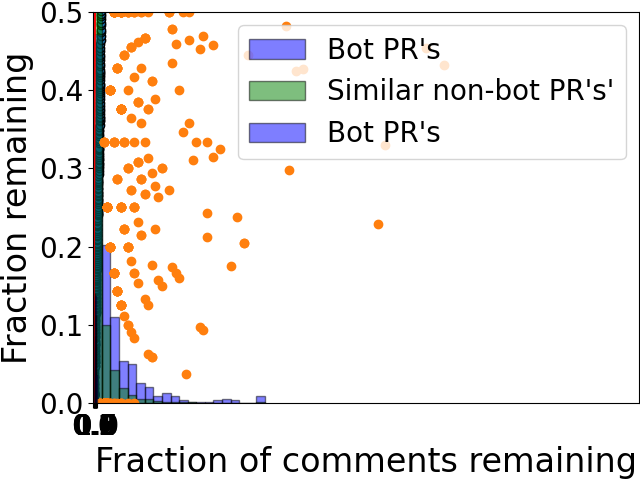 0.5
0.4
0.3
0.2
0.1
0.0
Fraction remaining
Bot PR's
Similar non-bot PR's'
Bot PR's
Fraction of comments remaining